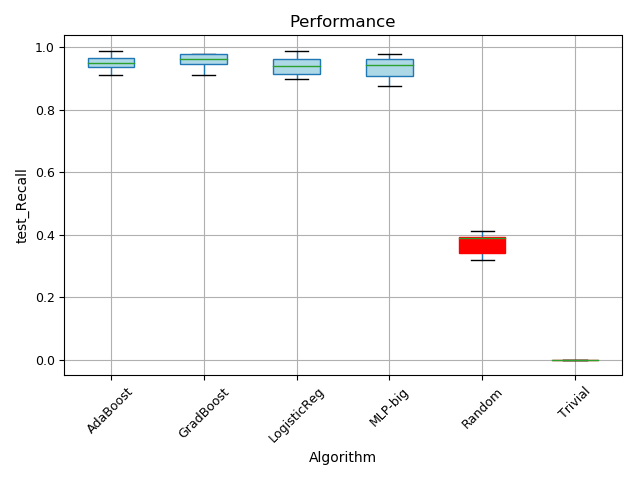 Performance
test_Recall
1.0
0.8
0.6
0.4
0.2
0.0
AdaBoost
GradBoost
LogisticReg
MLP-big
Random
Trivial
Algorithm